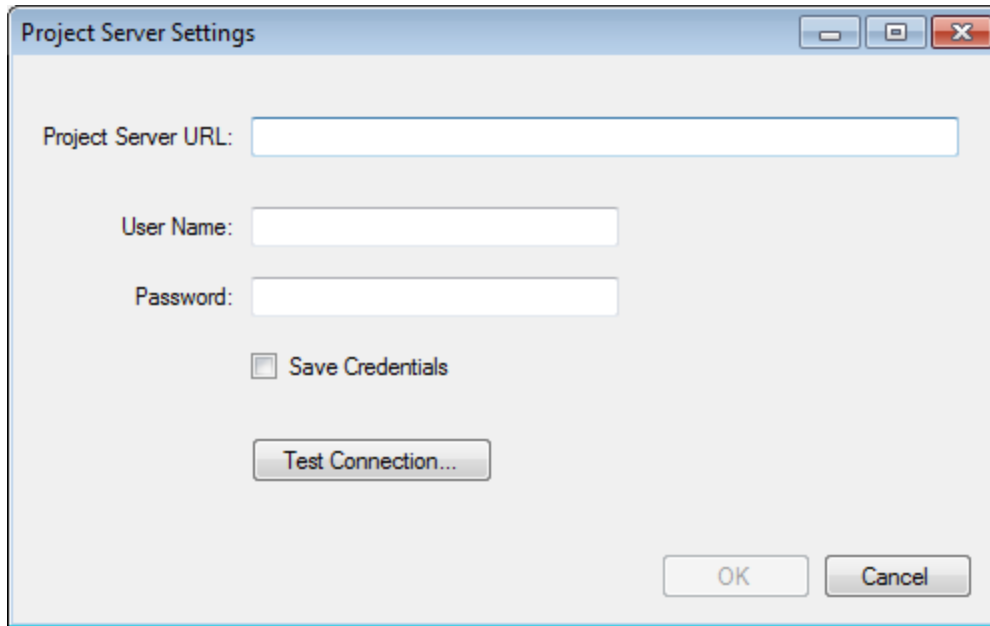 Project Server Settings
Project Server URL:
User Name:
Password:
Save Credentials
Test Connection...
OK Cancel